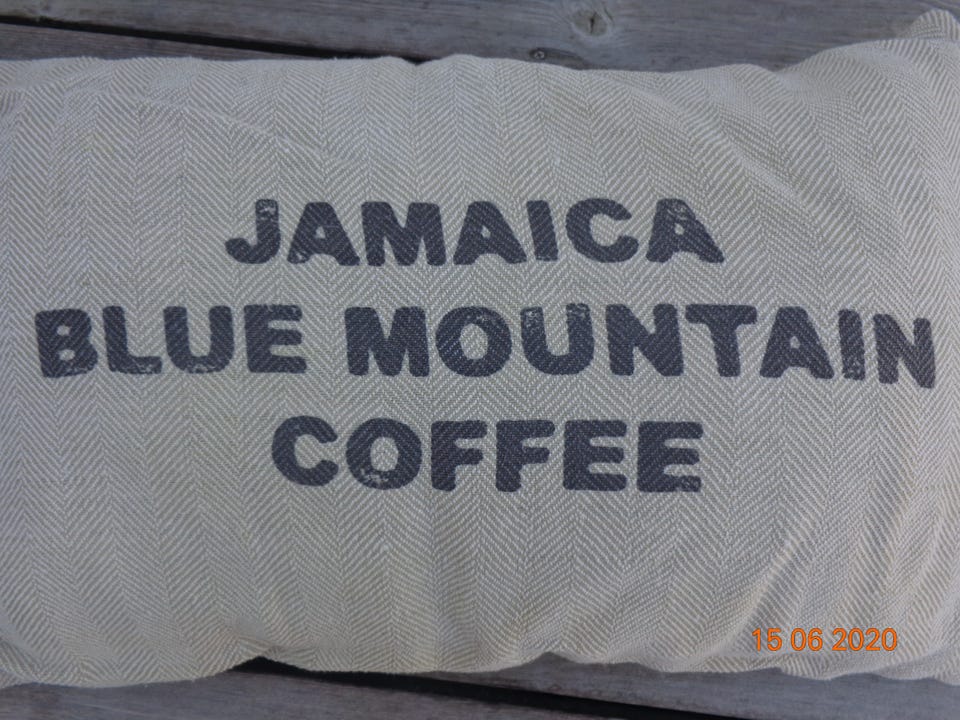 JAMAICA
BLUE MOUNTAIN
COFFEE
15 06 2020